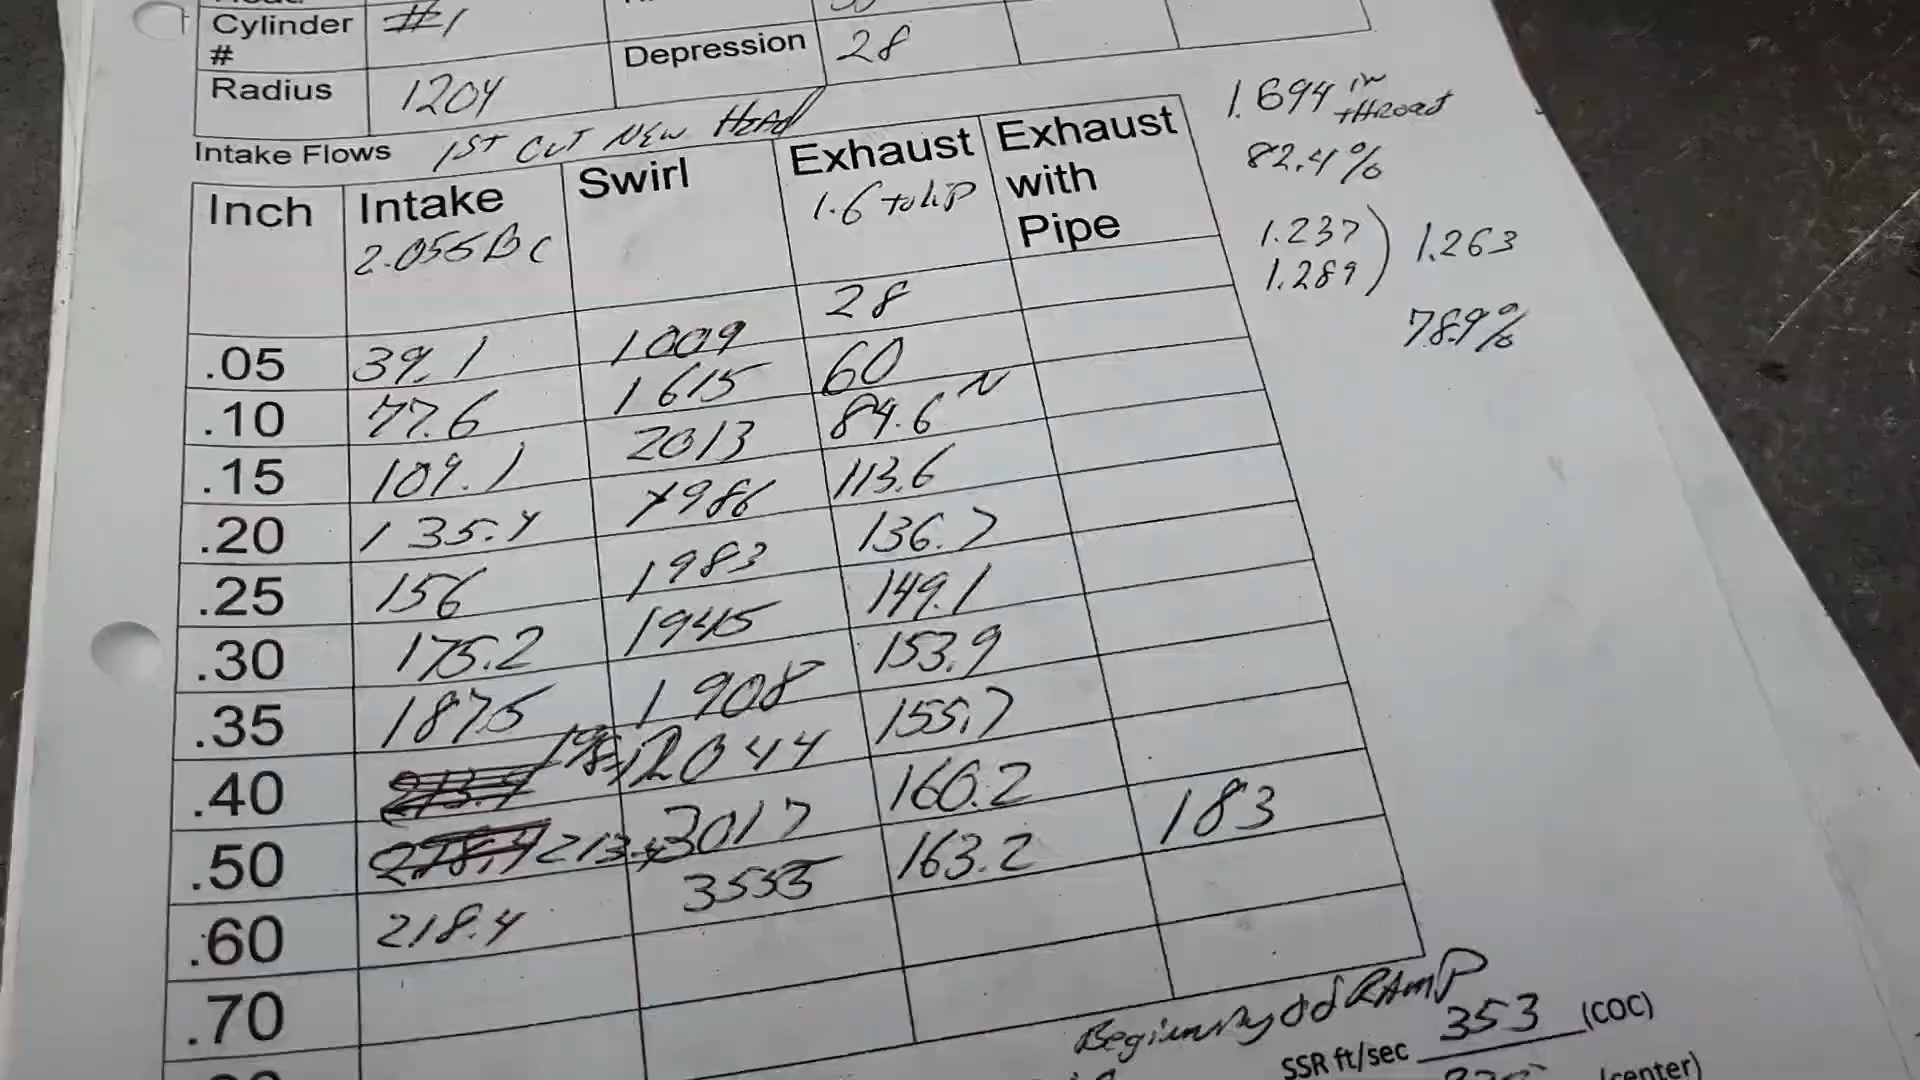 Cylinder # #1
Depression 28
Radius 1204
Intake Flows 1ST CUT NEW HEAD
Inch Intake Swirl Exhaust Exhaust with Pipe
2.055 BC 1.6 tulip
28
.05 39.1 1009 60
.10 77.6 1615 84.6 ~
.15 109.1 2013 113.6
.20 135.4 1986 136.7
.25 156 1983 149.1
.30 175.2 1945 153.9
.35 187.5 1908 155.7
.40 2044 160.2
.50 213.4 3017 163.2 183
.60 218.4 3553
.70
1.694 in throat
82.4%
1.237 ) 1.263
1.289
78.9%
RAMP
SSR ft/sec 353 (COC)
(center)